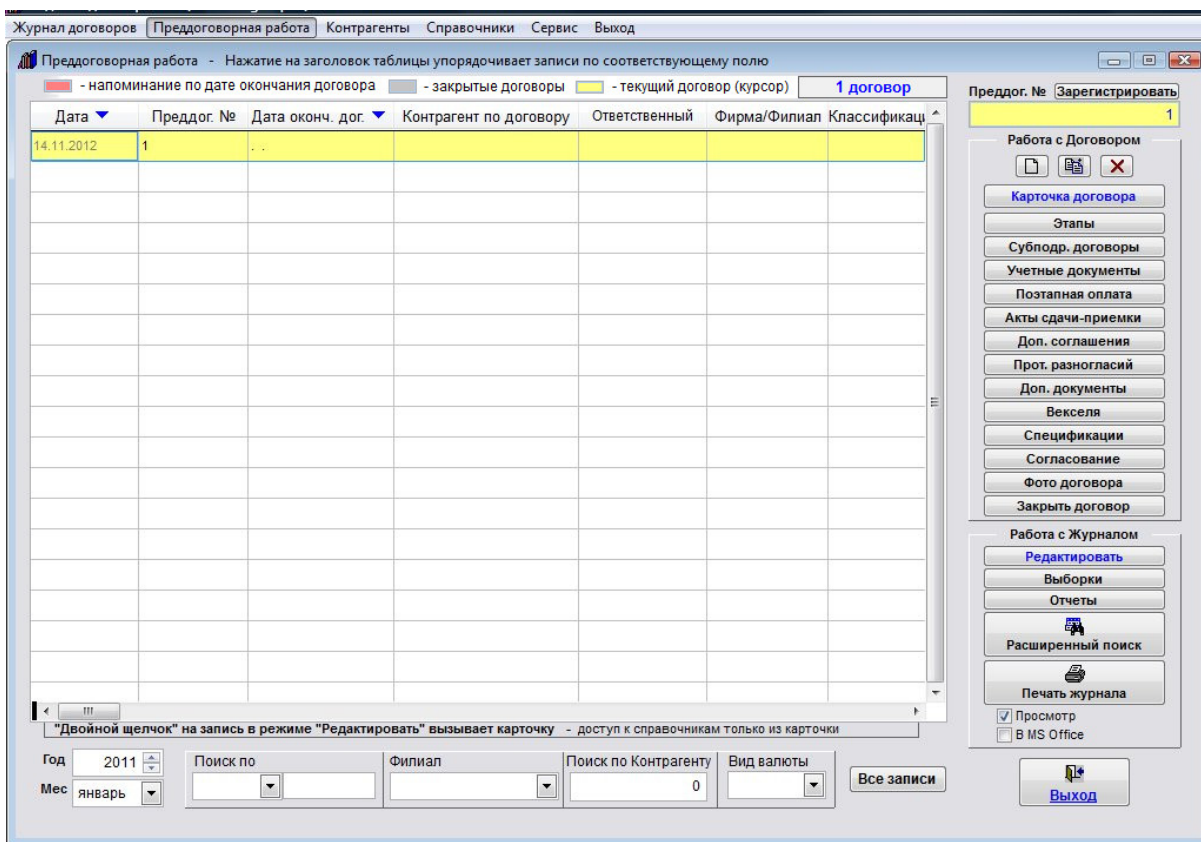 Журнал договоров Преддоговорная работа Контрагенты Справочники Сервис Выход
Преддоговорная работа - Нажатие на заголовок таблицы упорядочивает записи по соответствующему полю
- напоминание по дате окончания договора - закрытые договоры - текущий договор (курсор) 1 договор
Дата Преддог. № Дата оконч. дог. Контрагент по договору Ответственный Фирма/Филиал Классификаци
14.11.2012 1 . .
Преддог. № Зарегистрировать
1
Работа с Договором
Карточка договора
Этапы
Субподр. договоры
Учетные документы
Поэтапная оплата
Акты сдачи-приемки
Доп. соглашения
Прот. разногласий
Доп. документы
Векселя
Спецификации
Согласование
Фото договора
Закрыть договор
Работа с Журналом
Редактировать
Выборки
Отчеты
Расширенный поиск
Печать журнала
Просмотр
В MS Office
Выход
"Двойной щелчок" на запись в режиме "Редактировать" вызывает карточку - доступ к справочникам только из карточки
Год 2011 Поиск по Филиал Поиск по Контрагенту Вид валюты
Мес январь 0 Все записи